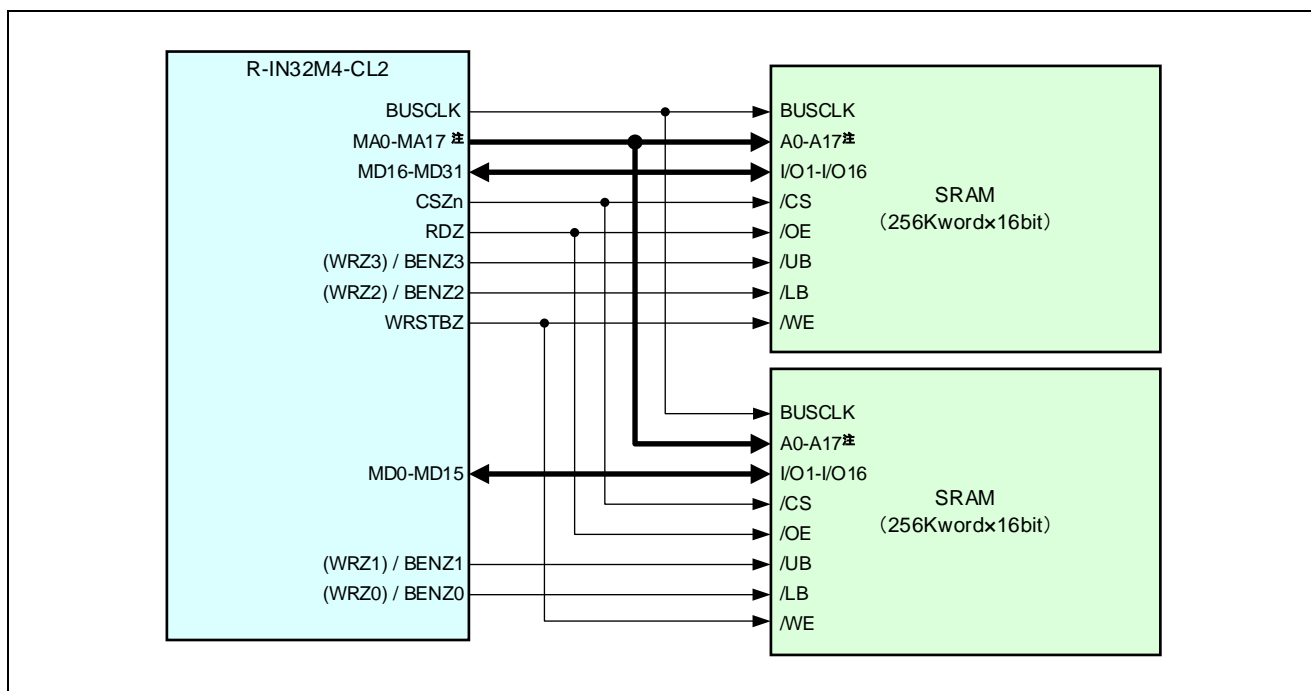 R-IN32M4-CL2
BUSCLK
MA0-MA17 注
MD16-MD31
CSZn
RDZ
(WRZ3) / BENZ3
(WRZ2) / BENZ2
WRSTBZ
MD0-MD15
(WRZ1) / BENZ1
(WRZ0) / BENZ0
BUSCLK
A0-A17注
I/O1-I/O16
/CS
/OE
/UB
/LB
/WE
SRAM
（256Kword×16bit）
BUSCLK
A0-A17注
I/O1-I/O16
/CS
/OE
/UB
/LB
/WE
SRAM
（256Kword×16bit）